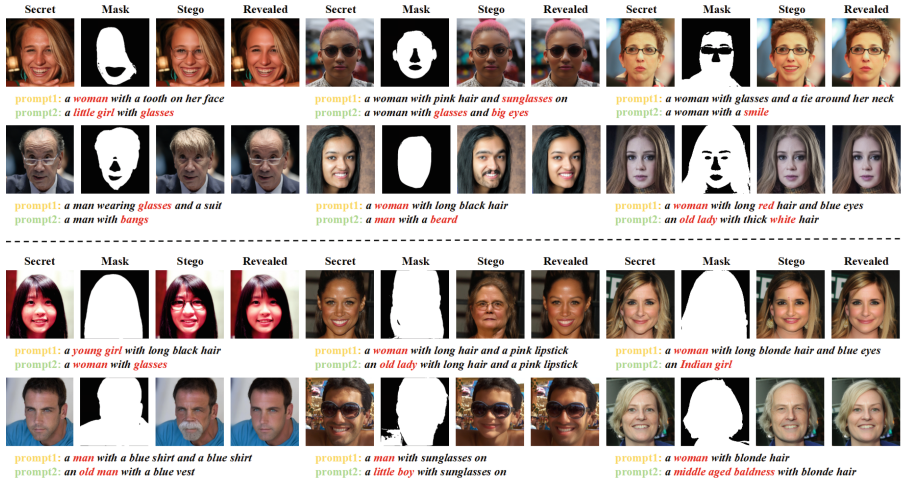 Secret Mask Stego Revealed Secret Mask Stego Revealed Secret Mask Stego Revealed
prompt1: a woman with a tooth on her face
prompt2: a little girl with glasses
prompt1: a woman with pink hair and sunglasses on
prompt2: a woman with glasses and big eyes
prompt1: a woman with glasses and a tie around her neck
prompt2: a woman with a smile
prompt1: a man wearing glasses and a suit
prompt2: a man with bangs
prompt1: a woman with long black hair
prompt2: a man with a beard
prompt1: a woman with long red hair and blue eyes
prompt2: an old lady with thick white hair
Secret Mask Stego Revealed Secret Mask Stego Revealed Secret Mask Stego Revealed
prompt1: a young girl with long black hair
prompt2: a woman with glasses
prompt1: a woman with long hair and a pink lipstick
prompt2: an old lady with long hair and a pink lipstick
prompt1: a woman with long blonde hair and blue eyes
prompt2: an Indian girl
prompt1: a man with a blue shirt and a blue shirt
prompt2: an old man with a blue vest
prompt1: a man with sunglasses on
prompt2: a little boy with sunglasses on
prompt1: a woman with blonde hair
prompt2: a middle aged baldness with blonde hair